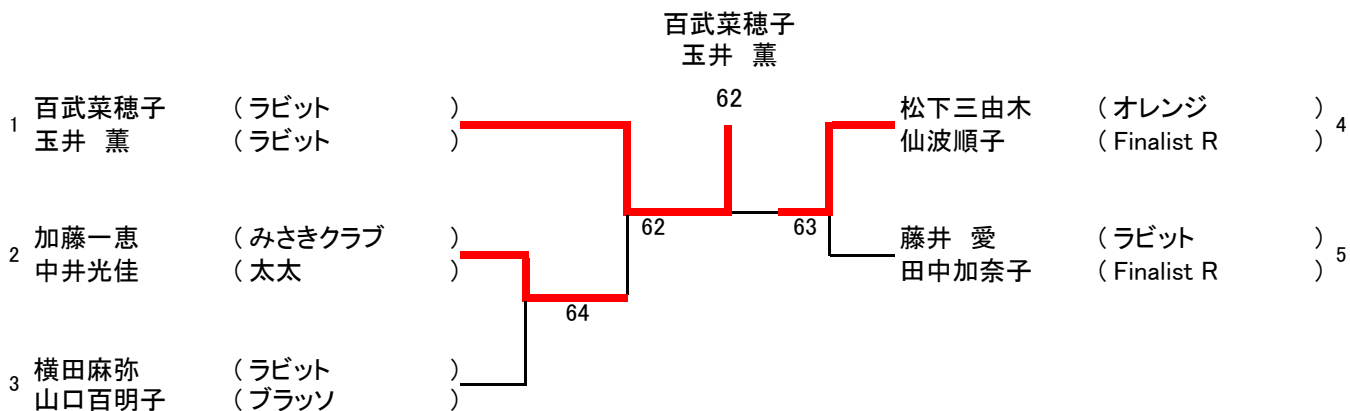 百武菜穂子
玉井　薫
62
1 百武菜穂子 ( ラビット )
玉井　薫 ( ラビット )
松下三由木 ( オレンジ ) 4
仙波順子 ( Finalist R )
62
63
2 加藤一恵 ( みさきクラブ )
中井光佳 ( 太太 )
藤井　愛 ( ラビット ) 5
田中加奈子 ( Finalist R )
64
3 横田麻弥 ( ラビット )
山口百明子 ( ブラッソ )